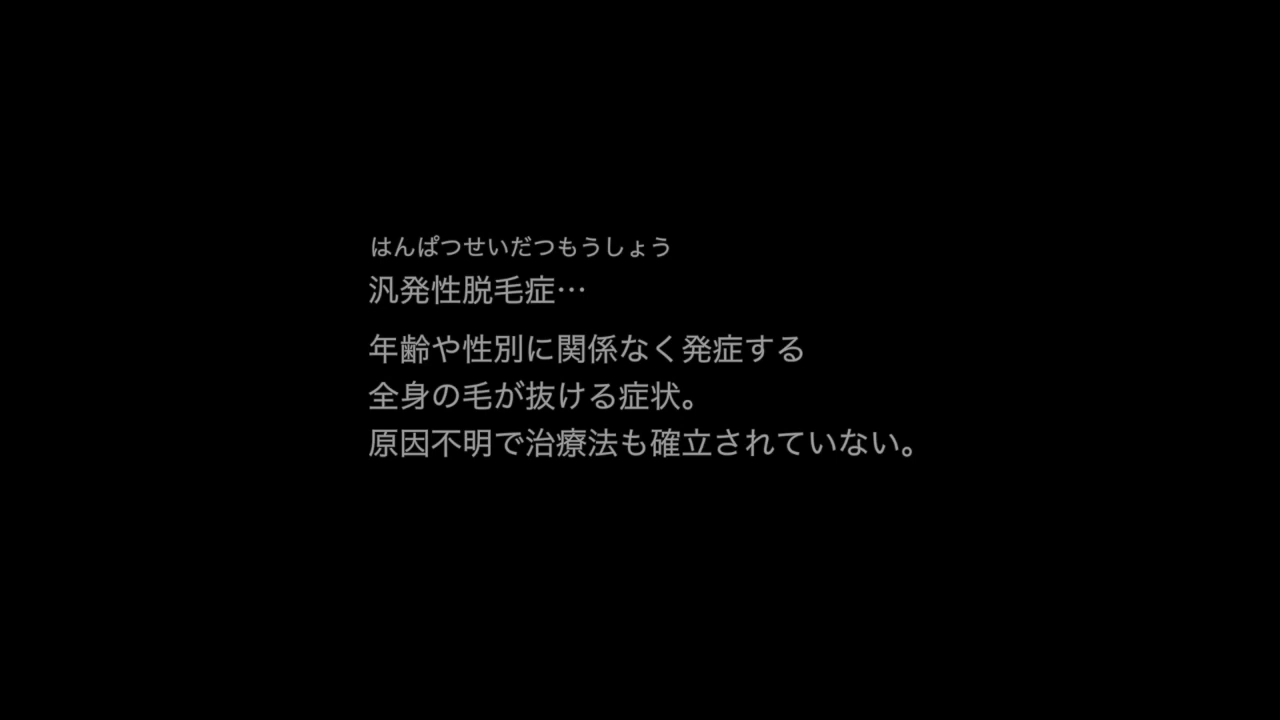 はんぱつせいだつもうしょう
汎発性脱毛症…
年齢や性別に関係なく発症する
全身の毛が抜ける症状。
原因不明で治療法も確立されていない。